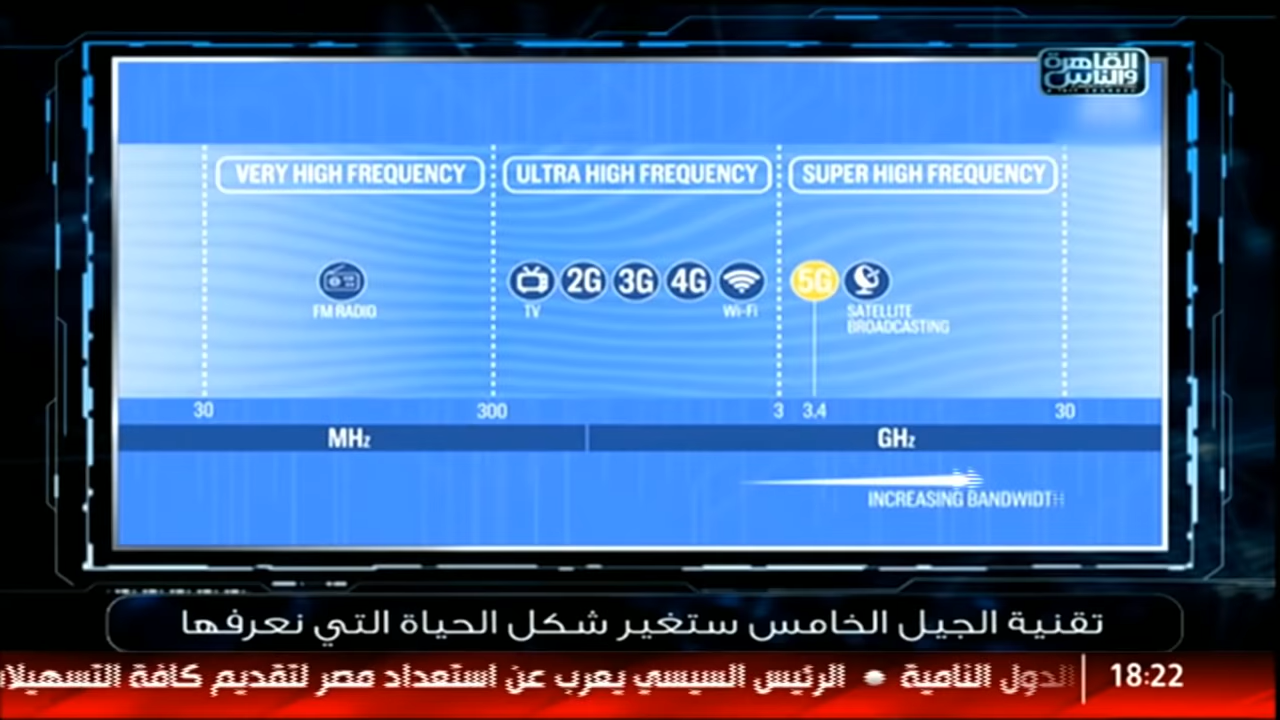 القاهرة
والناس
VERY HIGH FREQUENCY
ULTRA HIGH FREQUENCY
SUPER HIGH FREQUENCY
2G
3G
4G
5G
FM RADIO
TV
Wi-Fi
SATELLITE
BROADCASTING
30
300
3
3.4
30
MHz
GHz
INCREASING BANDWIDTH
تقنية الجيل الخامس ستغير شكل الحياة التي نعرفها
18:22
الدول النامية • الرئيس السيسي يعرب عن استعداد مصر لتقديم كافة التسهيلا